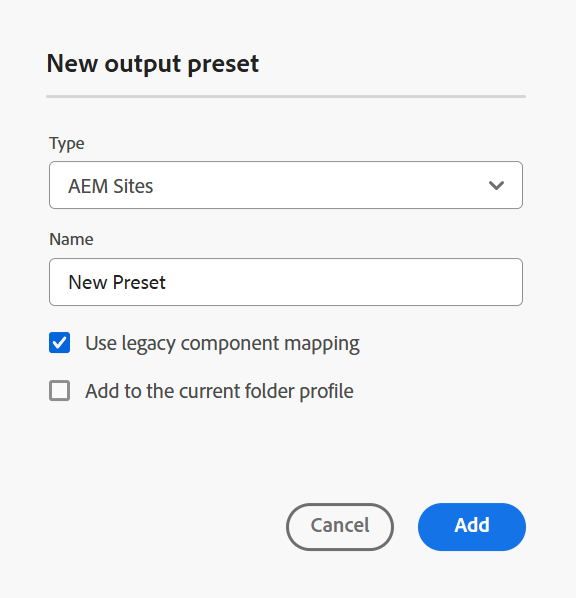 New output preset
Type
AEM Sites
Name
New Preset
Use legacy component mapping
Add to the current folder profile
Cancel
Add